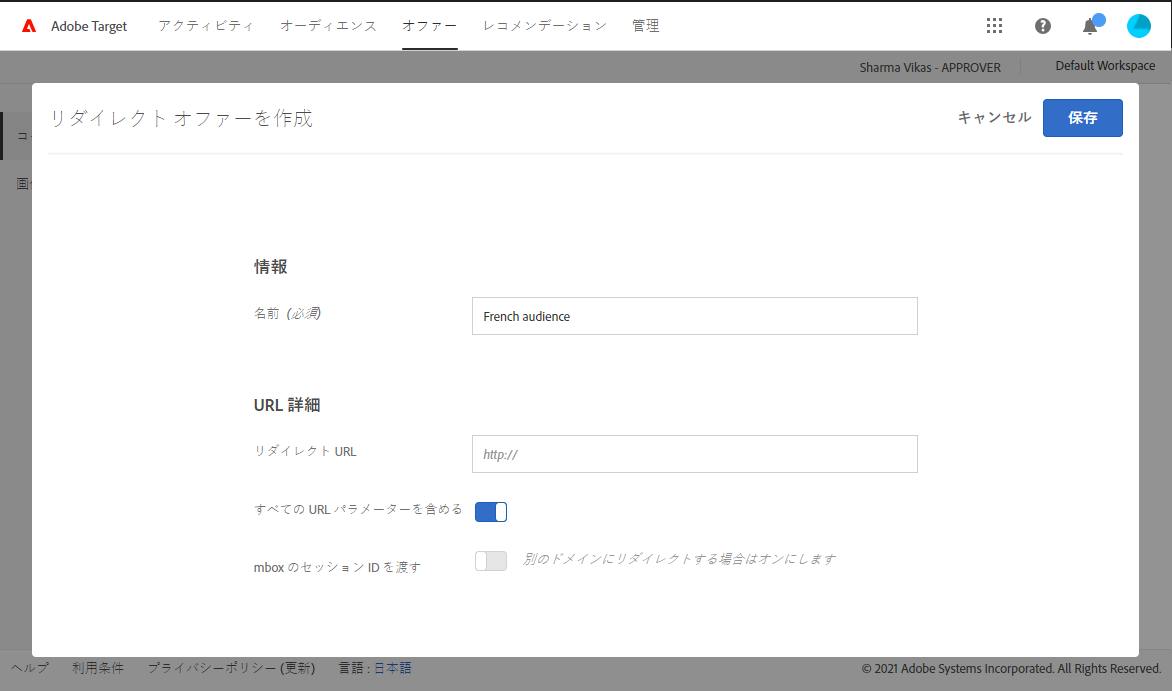 Adobe Target アクティビティ オーディエンス オファー レコメンデーション 管理
Sharma Vikas - APPROVER Default Workspace
リダイレクト オファーを作成 キャンセル 保存
情報
名前 (必須) French audience
URL 詳細
リダイレクト URL http://
すべての URL パラメーターを含める
mbox のセッション ID を渡す 別のドメインにリダイレクトする場合はオンにします
ヘルプ 利用条件 プライバシーポリシー (更新) 言語 : 日本語 © 2021 Adobe Systems Incorporated. All Rights Reserved.